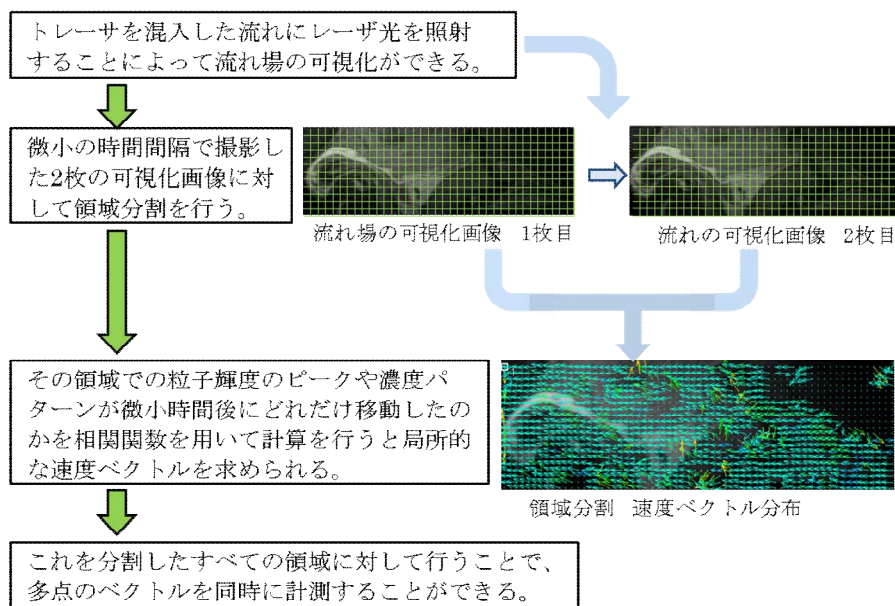 トレーサを混入した流れにレーザ光を照射
することによって流れ場の可視化ができる。
微小の時間間隔で撮影し
た2枚の可視化画像に対
して領域分割を行う。
流れ場の可視化画像　1枚目
流れの可視化画像　2枚目
その領域での粒子輝度のピークや濃度パ
ターンが微小時間後にどれだけ移動したの
かを相関関数を用いて計算を行うと局所的
な速度ベクトルを求められる。
領域分割　速度ベクトル分布
これを分割したすべての領域に対して行うことで、
多点のベクトルを同時に計測することができる。